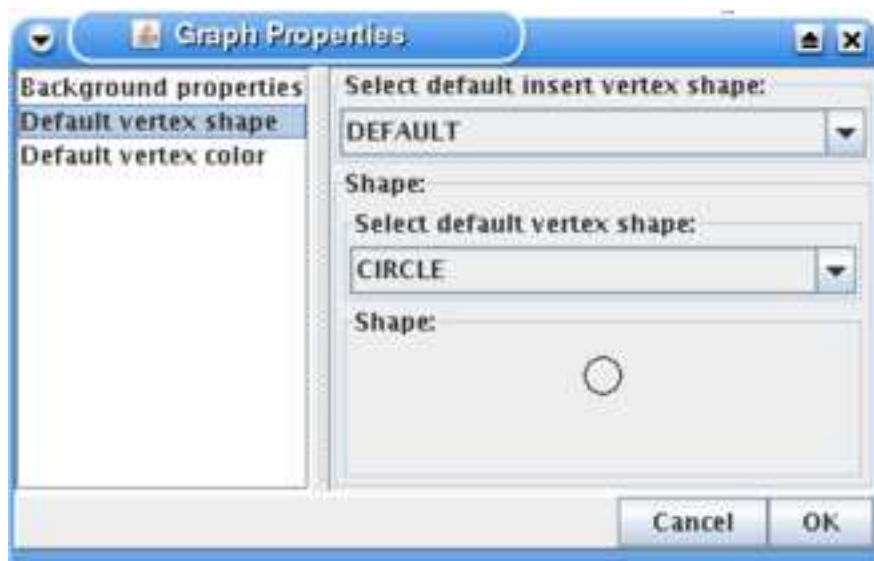 Graph Properties
Background properties
Default vertex shape
Default vertex color
Select default insert vertex shape:
DEFAULT
Shape:
Select default vertex shape:
CIRCLE
Shape:
Cancel
OK